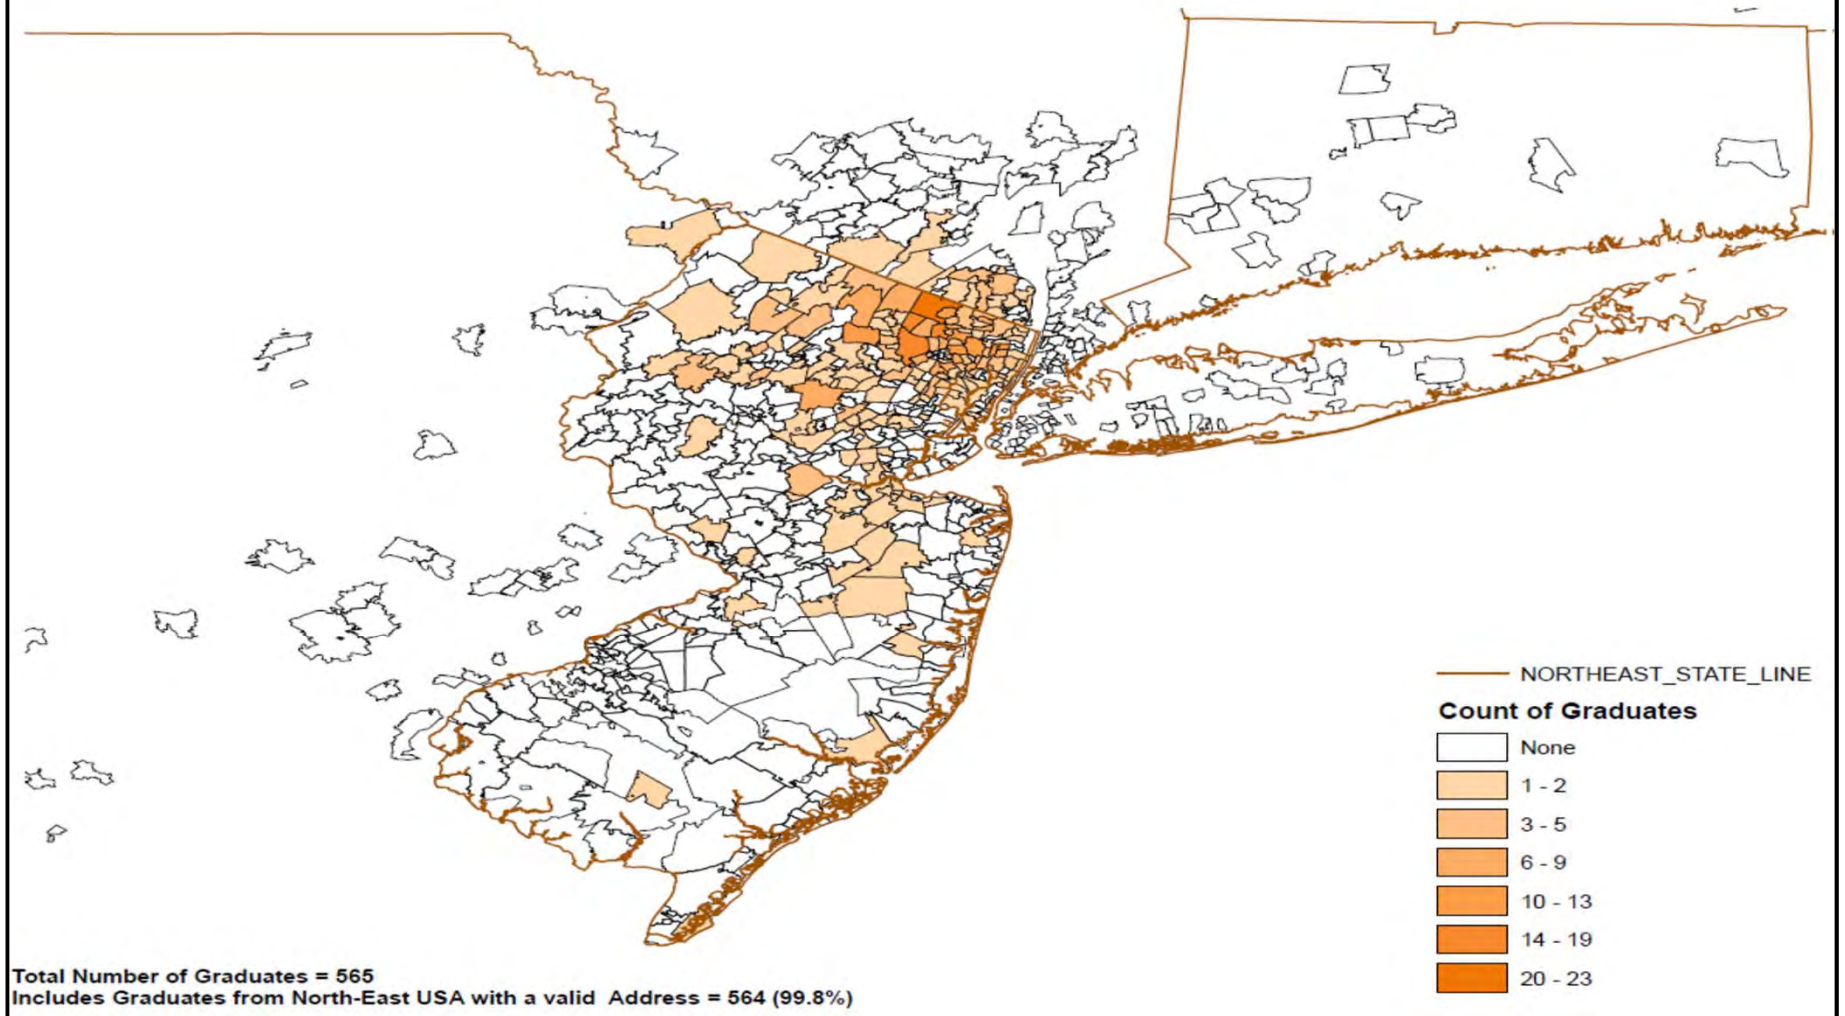 NORTHEAST_STATE_LINE
Count of Graduates
None
1 - 2
3 - 5
6 - 9
10 - 13
14 - 19
20 - 23
Total Number of Graduates = 565
Includes Graduates from North-East USA with a valid  Address = 564 (99.8%)